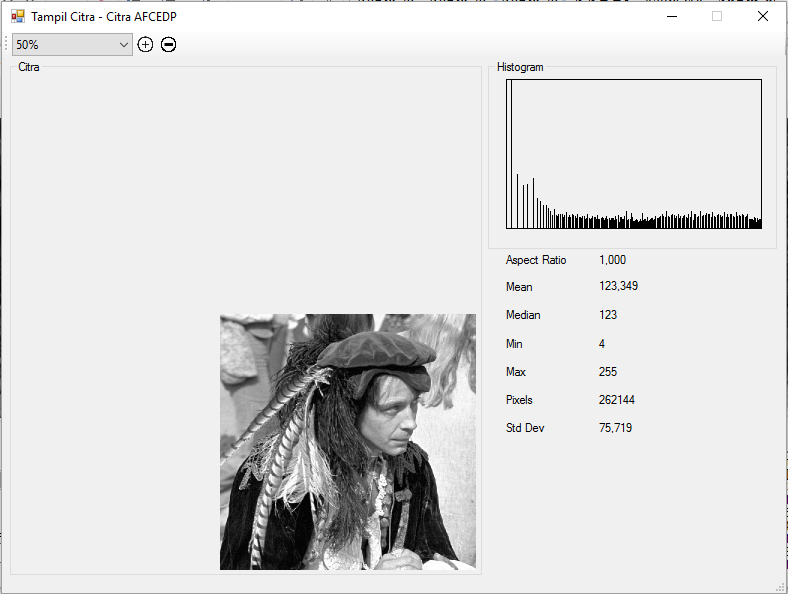 Tampil Citra - Citra AFCEDP
50%
Citra
Histogram
Aspect Ratio 1,000
Mean 123,349
Median 123
Min 4
Max 255
Pixels 262144
Std Dev 75,719